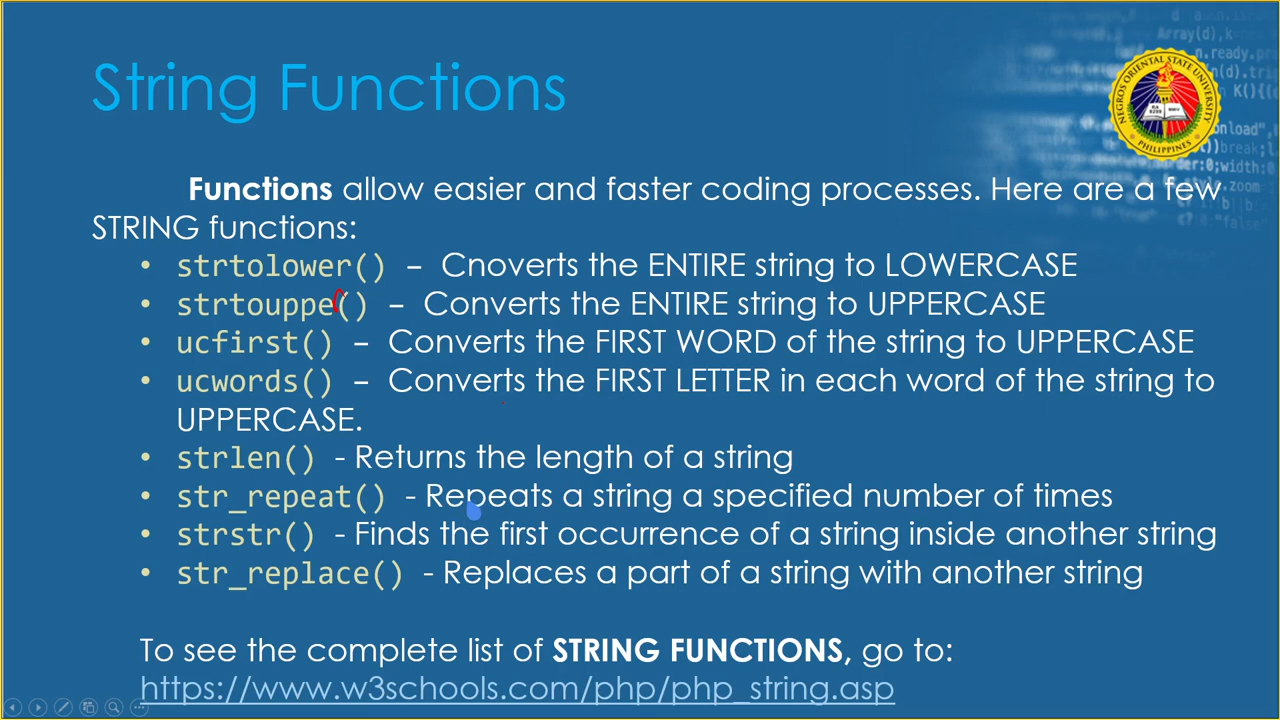 String Functions
Functions allow easier and faster coding processes. Here are a few
STRING functions:
• strtolower() – Cnoverts the ENTIRE string to LOWERCASE
• strtouppe() – Converts the ENTIRE string to UPPERCASE
• ucfirst() – Converts the FIRST WORD of the string to UPPERCASE
• ucwords() – Converts the FIRST LETTER in each word of the string to
UPPERCASE.
• strlen() - Returns the length of a string
• str_repeat() - Repeats a string a specified number of times
• strstr() - Finds the first occurrence of a string inside another string
• str_replace() - Replaces a part of a string with another string
To see the complete list of STRING FUNCTIONS, go to:
https://www.w3schools.com/php/php_string.asp
NEGROS ORIENTAL STATE UNIVERSITY
PHILIPPINES